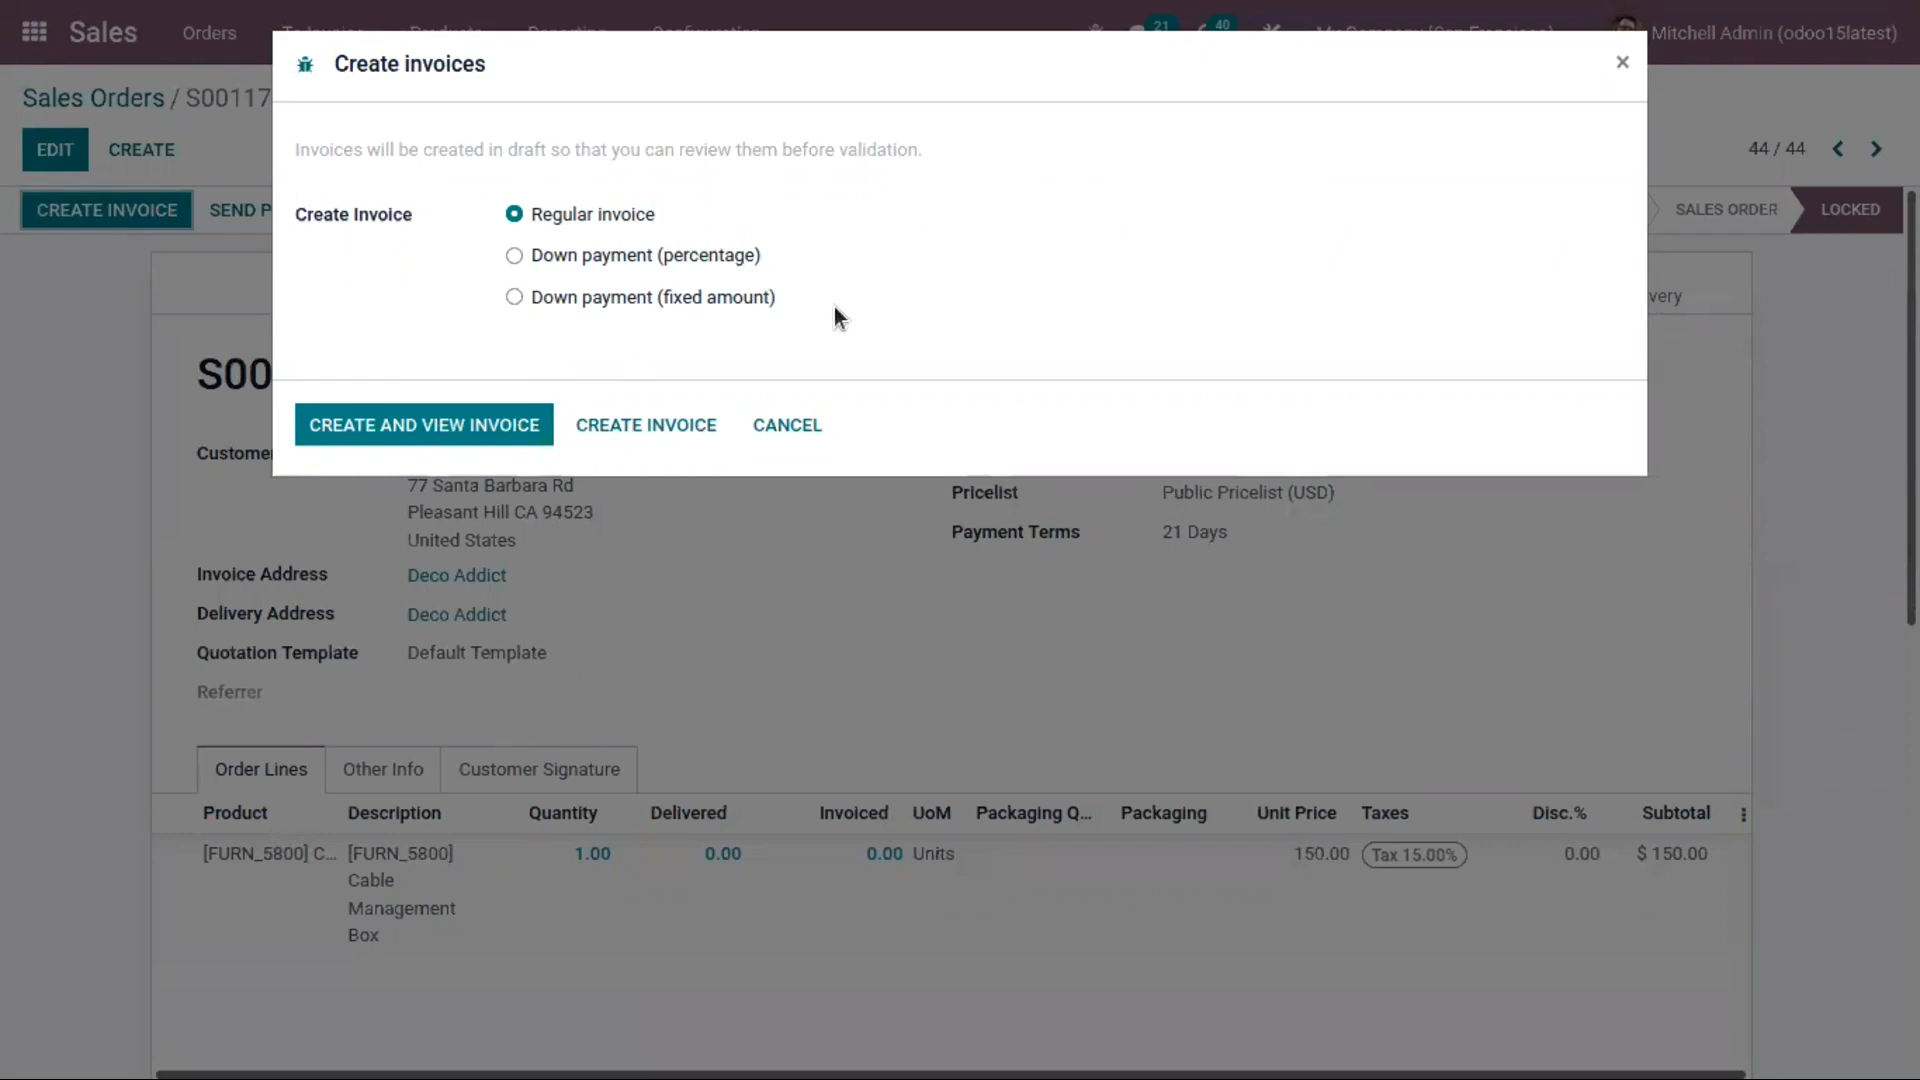 Sales
Orders
21
40
Mitchell Admin (odoo15latest)
Create invoices
×
Sales Orders / S00117
EDIT
CREATE
44 / 44
Invoices will be created in draft so that you can review them before validation.
CREATE INVOICE
SEND P
SALES ORDER
LOCKED
Create Invoice
Regular invoice
Down payment (percentage)
Down payment (fixed amount)
very
S00
CREATE AND VIEW INVOICE
CREATE INVOICE
CANCEL
Custome
77 Santa Barbara Rd
Pleasant Hill CA 94523
United States
Pricelist
Public Pricelist (USD)
Payment Terms
21 Days
Invoice Address
Deco Addict
Delivery Address
Deco Addict
Quotation Template
Default Template
Referrer
Order Lines
Other Info
Customer Signature
Product Description Quantity Delivered Invoiced UoM Packaging Q... Packaging Unit Price Taxes Disc.% Subtotal
[FURN_5800] C... [FURN_5800] 1.00 0.00 0.00 Units 150.00 Tax 15.00% 0.00 $ 150.00
Cable
Management
Box